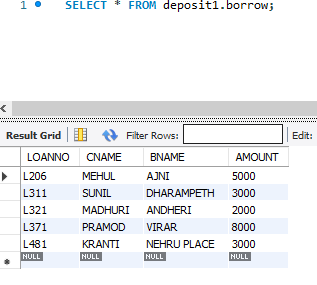 1 SELECT * FROM deposit1.borrow;
Result Grid Filter Rows: Edit:
LOANNO CNAME BNAME AMOUNT
L206 MEHUL AJNI 5000
L311 SUNIL DHARAMPETH 3000
L321 MADHURI ANDHERI 2000
L371 PRAMOD VIRAR 8000
L481 KRANTI NEHRU PLACE 3000
NULL NULL NULL NULL